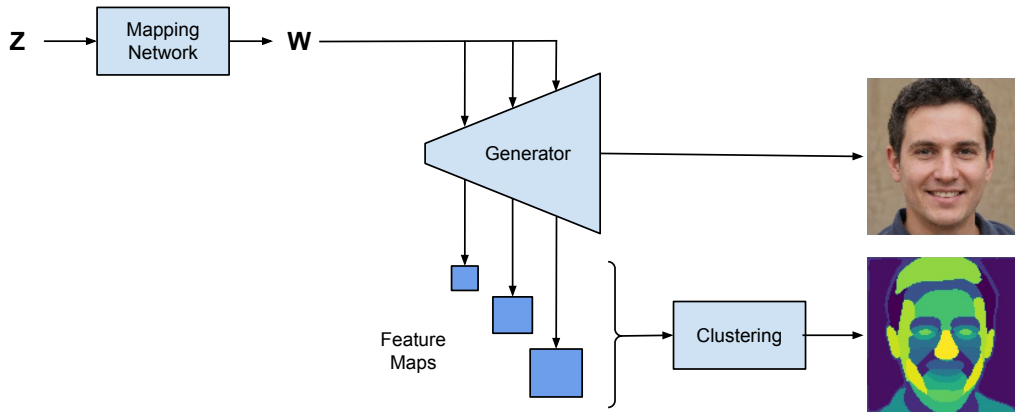 Z
Mapping
Network
W
Generator
Feature
Maps
Clustering